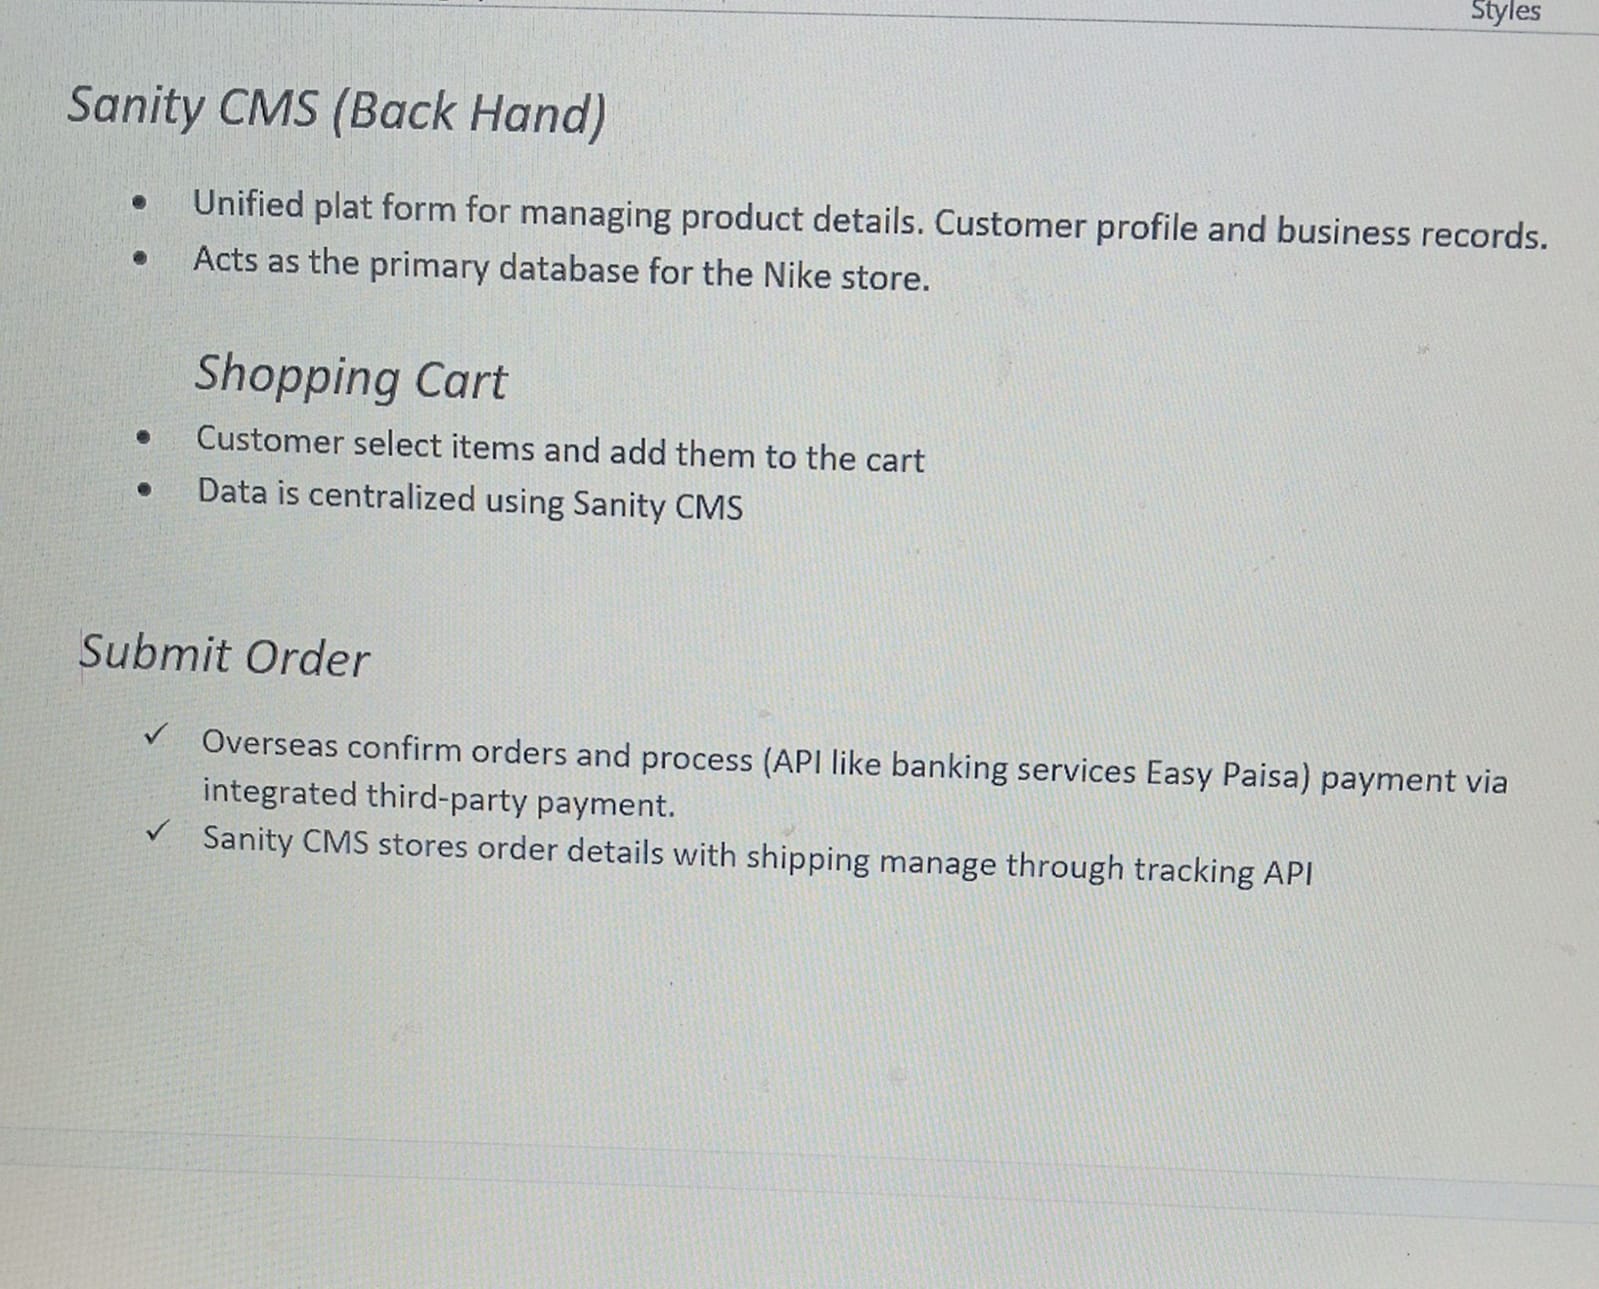 Styles
Sanity CMS (Back Hand)
• Unified plat form for managing product details. Customer profile and business records.
• Acts as the primary database for the Nike store.
Shopping Cart
• Customer select items and add them to the cart
• Data is centralized using Sanity CMS
Submit Order
✓ Overseas confirm orders and process (API like banking services Easy Paisa) payment via
integrated third-party payment.
✓ Sanity CMS stores order details with shipping manage through tracking API